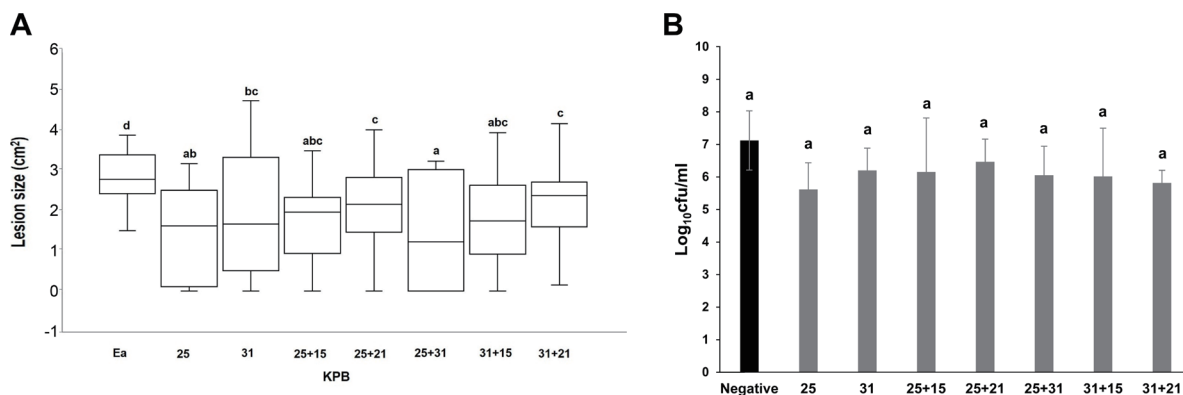 A
Lesion size (cm²)
6
5
4
3
2
1
0
-1
d
ab
bc
abc
c
a
abc
c
Ea 25 31 25+15 25+21 25+31 31+15 31+21
KPB
B
Log₁₀cfu/ml
10
9
8
7
6
5
4
3
2
1
0
a a a a a a a a
Negative 25 31 25+15 25+21 25+31 31+15 31+21